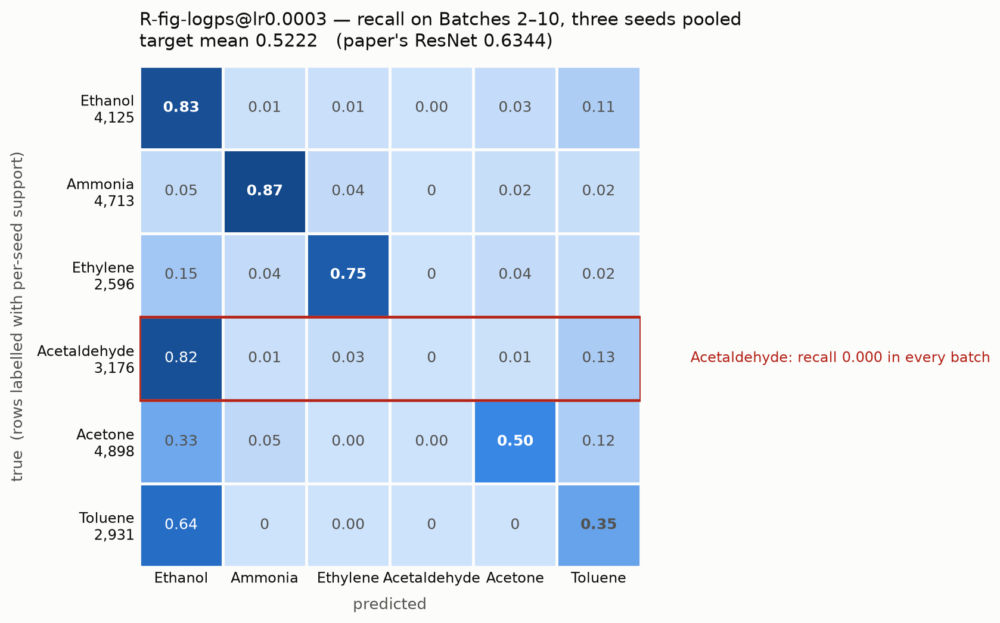 R-fig-logps@lr0.0003 — recall on Batches 2–10, three seeds pooled
target mean 0.5222 (paper's ResNet 0.6344)
true (rows labelled with per-seed support)
Ethanol
4,125
0.83 0.01 0.01 0.00 0.03 0.11
Ammonia
4,713
0.05 0.87 0.04 0 0.02 0.02
Ethylene
2,596
0.15 0.04 0.75 0 0.04 0.02
Acetaldehyde
3,176
0.82 0.01 0.03 0 0.01 0.13
Acetaldehyde: recall 0.000 in every batch
Acetone
4,898
0.33 0.05 0.00 0.00 0.50 0.12
Toluene
2,931
0.64 0 0.00 0 0 0.35
Ethanol Ammonia Ethylene Acetaldehyde Acetone Toluene
predicted